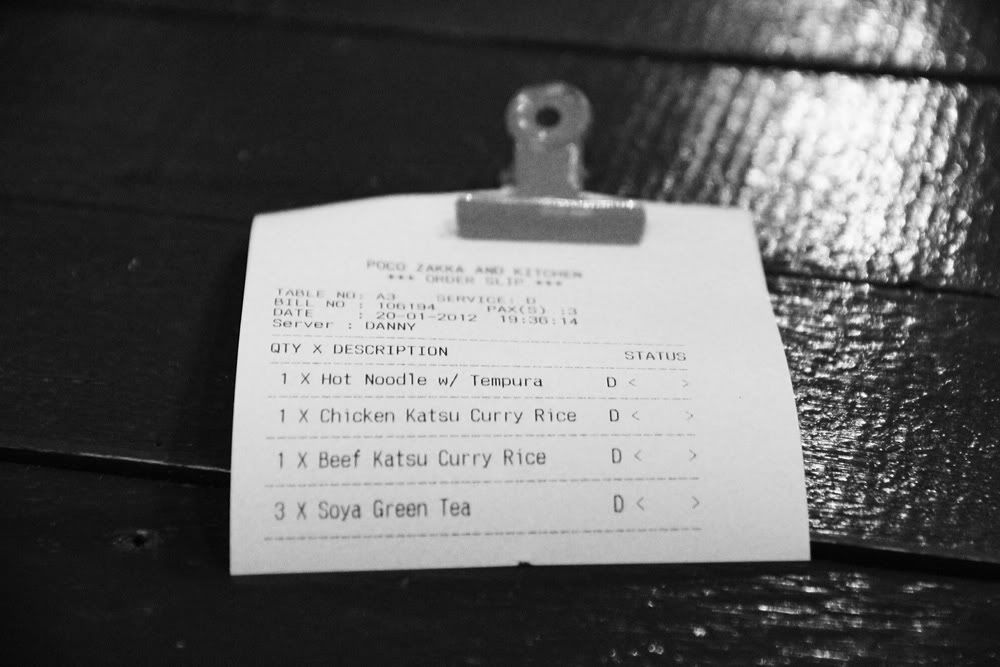 POCO ZAKKA AND KITCHEN
*** ORDER SLIP ***
TABLE NO: A3 SERVICE: D
BILL NO : 106194 PAX(S) :3
DATE : 20-01-2012 19:36:14
Server : DANNY
QTY X DESCRIPTION STATUS
1 X Hot Noodle w/ Tempura D < >
1 X Chicken Katsu Curry Rice D < >
1 X Beef Katsu Curry Rice D < >
3 X Soya Green Tea D < >